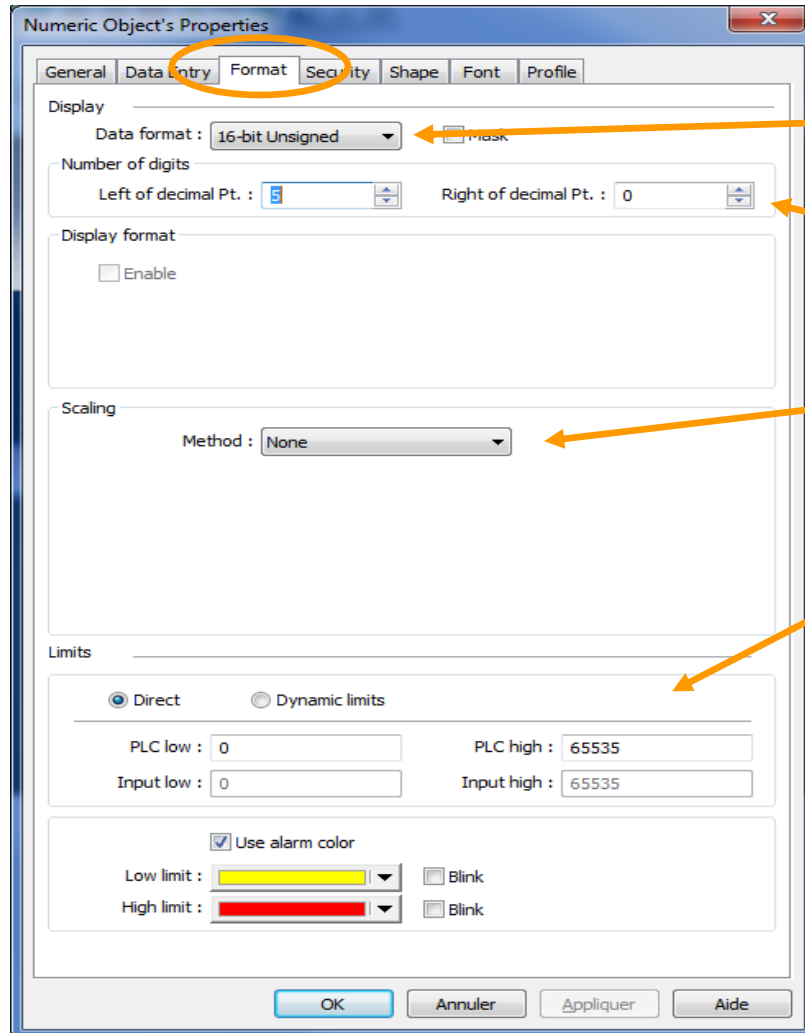 Numeric Object's Properties
General Data Entry Format Security Shape Font Profile
Display
Data format : 16-bit Unsigned Mask
Number of digits
Left of decimal Pt. : 5 Right of decimal Pt. : 0
Display format
Enable
Scaling
Method : None
Limits
Direct Dynamic limits
PLC low : 0 PLC high : 65535
Input low : 0 Input high : 65535
Use alarm color
Low limit : Blink
High limit : Blink
OK Annuler Appliquer Aide